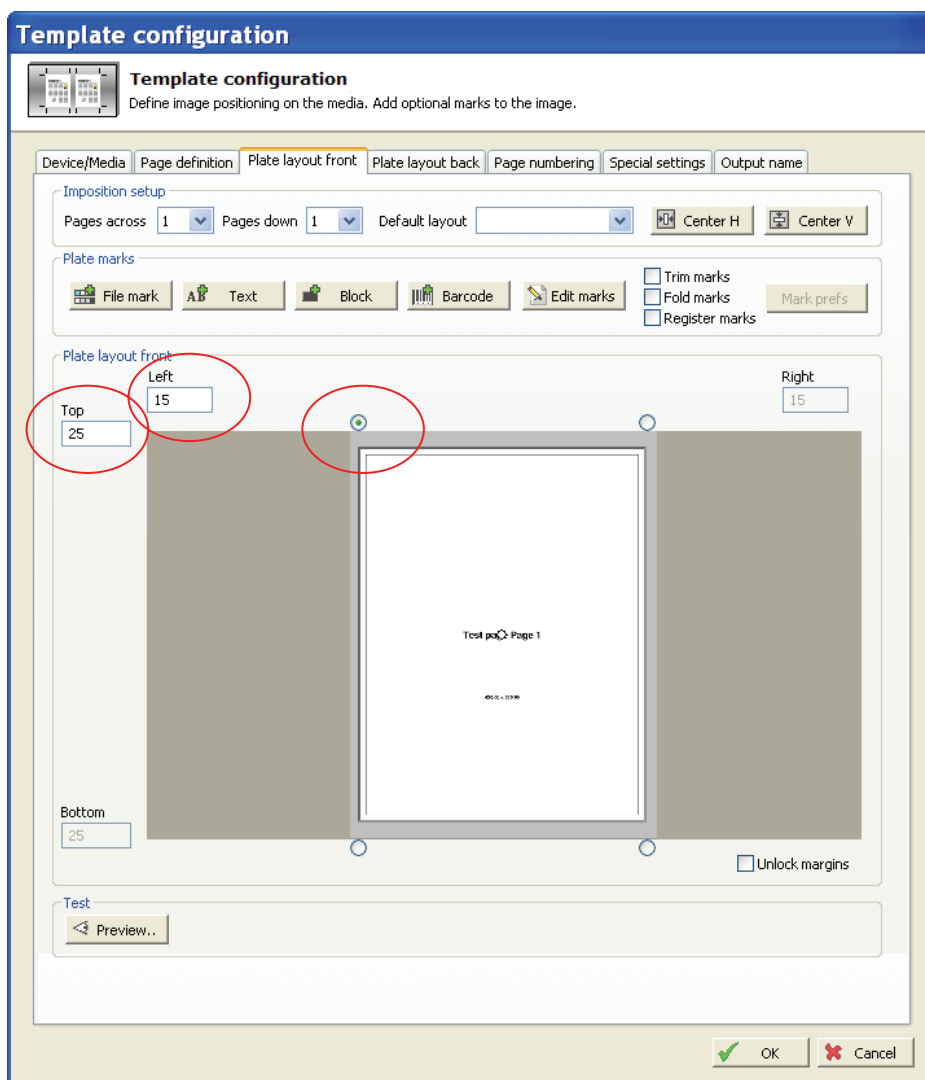 Template configuration
Template configuration
Define image positioning on the media. Add optional marks to the image.
Device/Media Page definition Plate layout front Plate layout back Page numbering Special settings Output name
Imposition setup
Pages across 1 Pages down 1 Default layout Center H Center V
Plate marks
File mark Text Block Barcode Edit marks
Trim marks
Fold marks
Register marks
Mark prefs
Plate layout front
Left
15
Right
15
Top
25
Test Page 1
Bottom
25
Unlock margins
Test
Preview..
OK Cancel